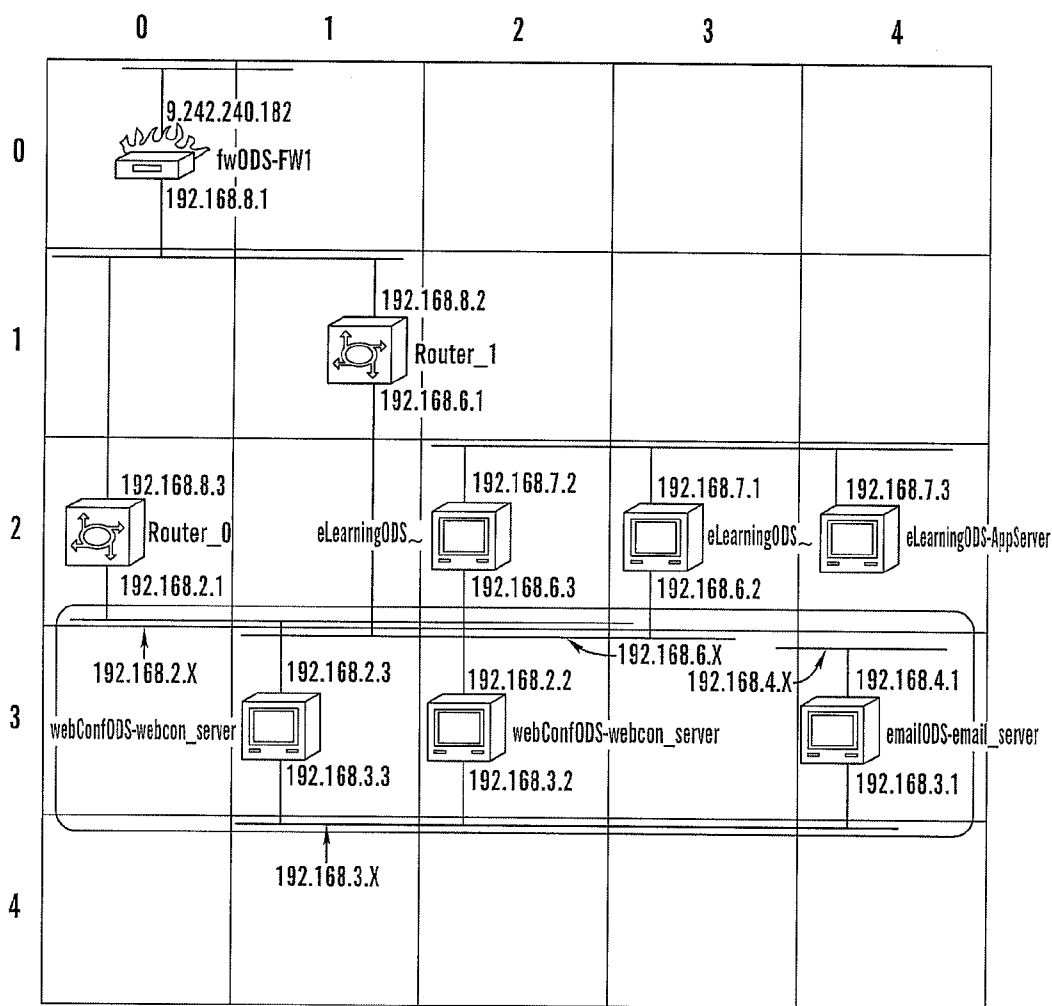 0 1 2 3 4
0
9.242.240.182
fwODS-FW1
192.168.8.1
1
192.168.8.2
Router_1
192.168.6.1
2
192.168.8.3
Router_0
192.168.2.1
192.168.7.2
eLearningODS~
192.168.6.3
192.168.7.1
eLearningODS~
192.168.6.2
192.168.7.3
eLearningODS-AppServer
3
192.168.2.X
192.168.6.X
192.168.4.X
192.168.2.3
webConfODS-webcon_server
192.168.3.3
192.168.2.2
webConfODS-webcon_server
192.168.3.2
192.168.4.1
emailODS-email_server
192.168.3.1
192.168.3.X
4